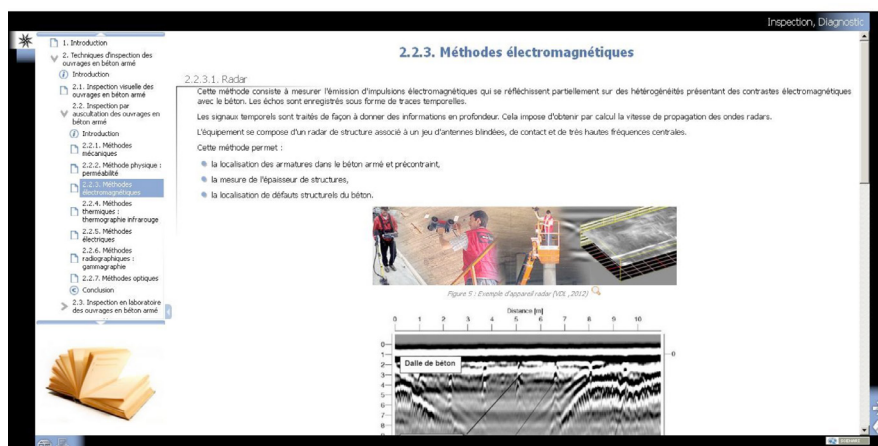 Inspection, Diagnostic
1. Introduction
2. Techniques d'inspection des
ouvrages en béton armé
Introduction
2.1. Inspection visuelle des
ouvrages en béton armé
2.2. Inspection par
auscultation des ouvrages en
béton armé
Introduction
2.2.1. Méthodes
mécaniques
2.2.2. Méthode physique :
perméabilité
2.2.3. Méthodes
électromagnétiques
2.2.4. Méthodes
thermiques :
thermographie infrarouge
2.2.5. Méthodes
électriques
2.2.6. Méthodes
radiographiques :
gammagraphie
2.2.7. Méthodes optiques
Conclusion
2.3. Inspection en laboratoire
des ouvrages en béton armé
2.2.3. Méthodes électromagnétiques
2.2.3.1. Radar
Cette méthode consiste à mesurer l'émission d'impulsions électromagnétiques qui se réfléchissent partiellement sur des hétérogénéités présentant des contrastes électromagnétiques
avec le béton. Les échos sont enregistrés sous forme de traces temporelles.
Les signaux temporels sont traités de façon à donner des informations en profondeur. Cela impose d'obtenir par calcul la vitesse de propagation des ondes radars.
L'équipement se compose d'un radar de structure associé à un jeu d'antennes blindées, de contact et de très hautes fréquences centrales.
Cette méthode permet :
la localisation des armatures dans le béton armé et précontraint,
la mesure de l'épaisseur de structures,
la localisation de défauts structurels du béton.
Figure 5 : Exemple d'appareil radar [VDL ,2012]
Distance [m]
0 1 2 3 4 5 6 7 8 9 10
0
1
2
3
4
5
6
7
8
9
0
Dalle de béton